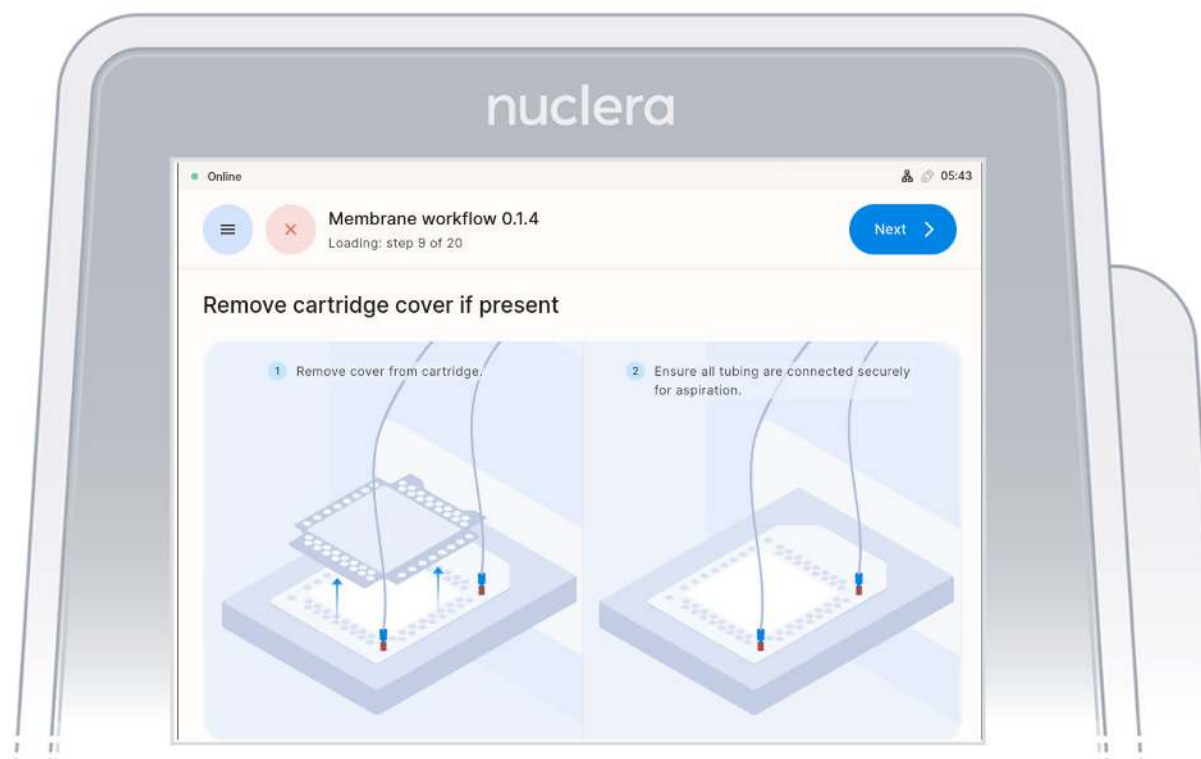 nuclera
Online
05:43
Membrane workflow 0.1.4
Loading: step 9 of 20
Next
Remove cartridge cover if present
1 Remove cover from cartridge.
2 Ensure all tubing are connected securely
for aspiration.